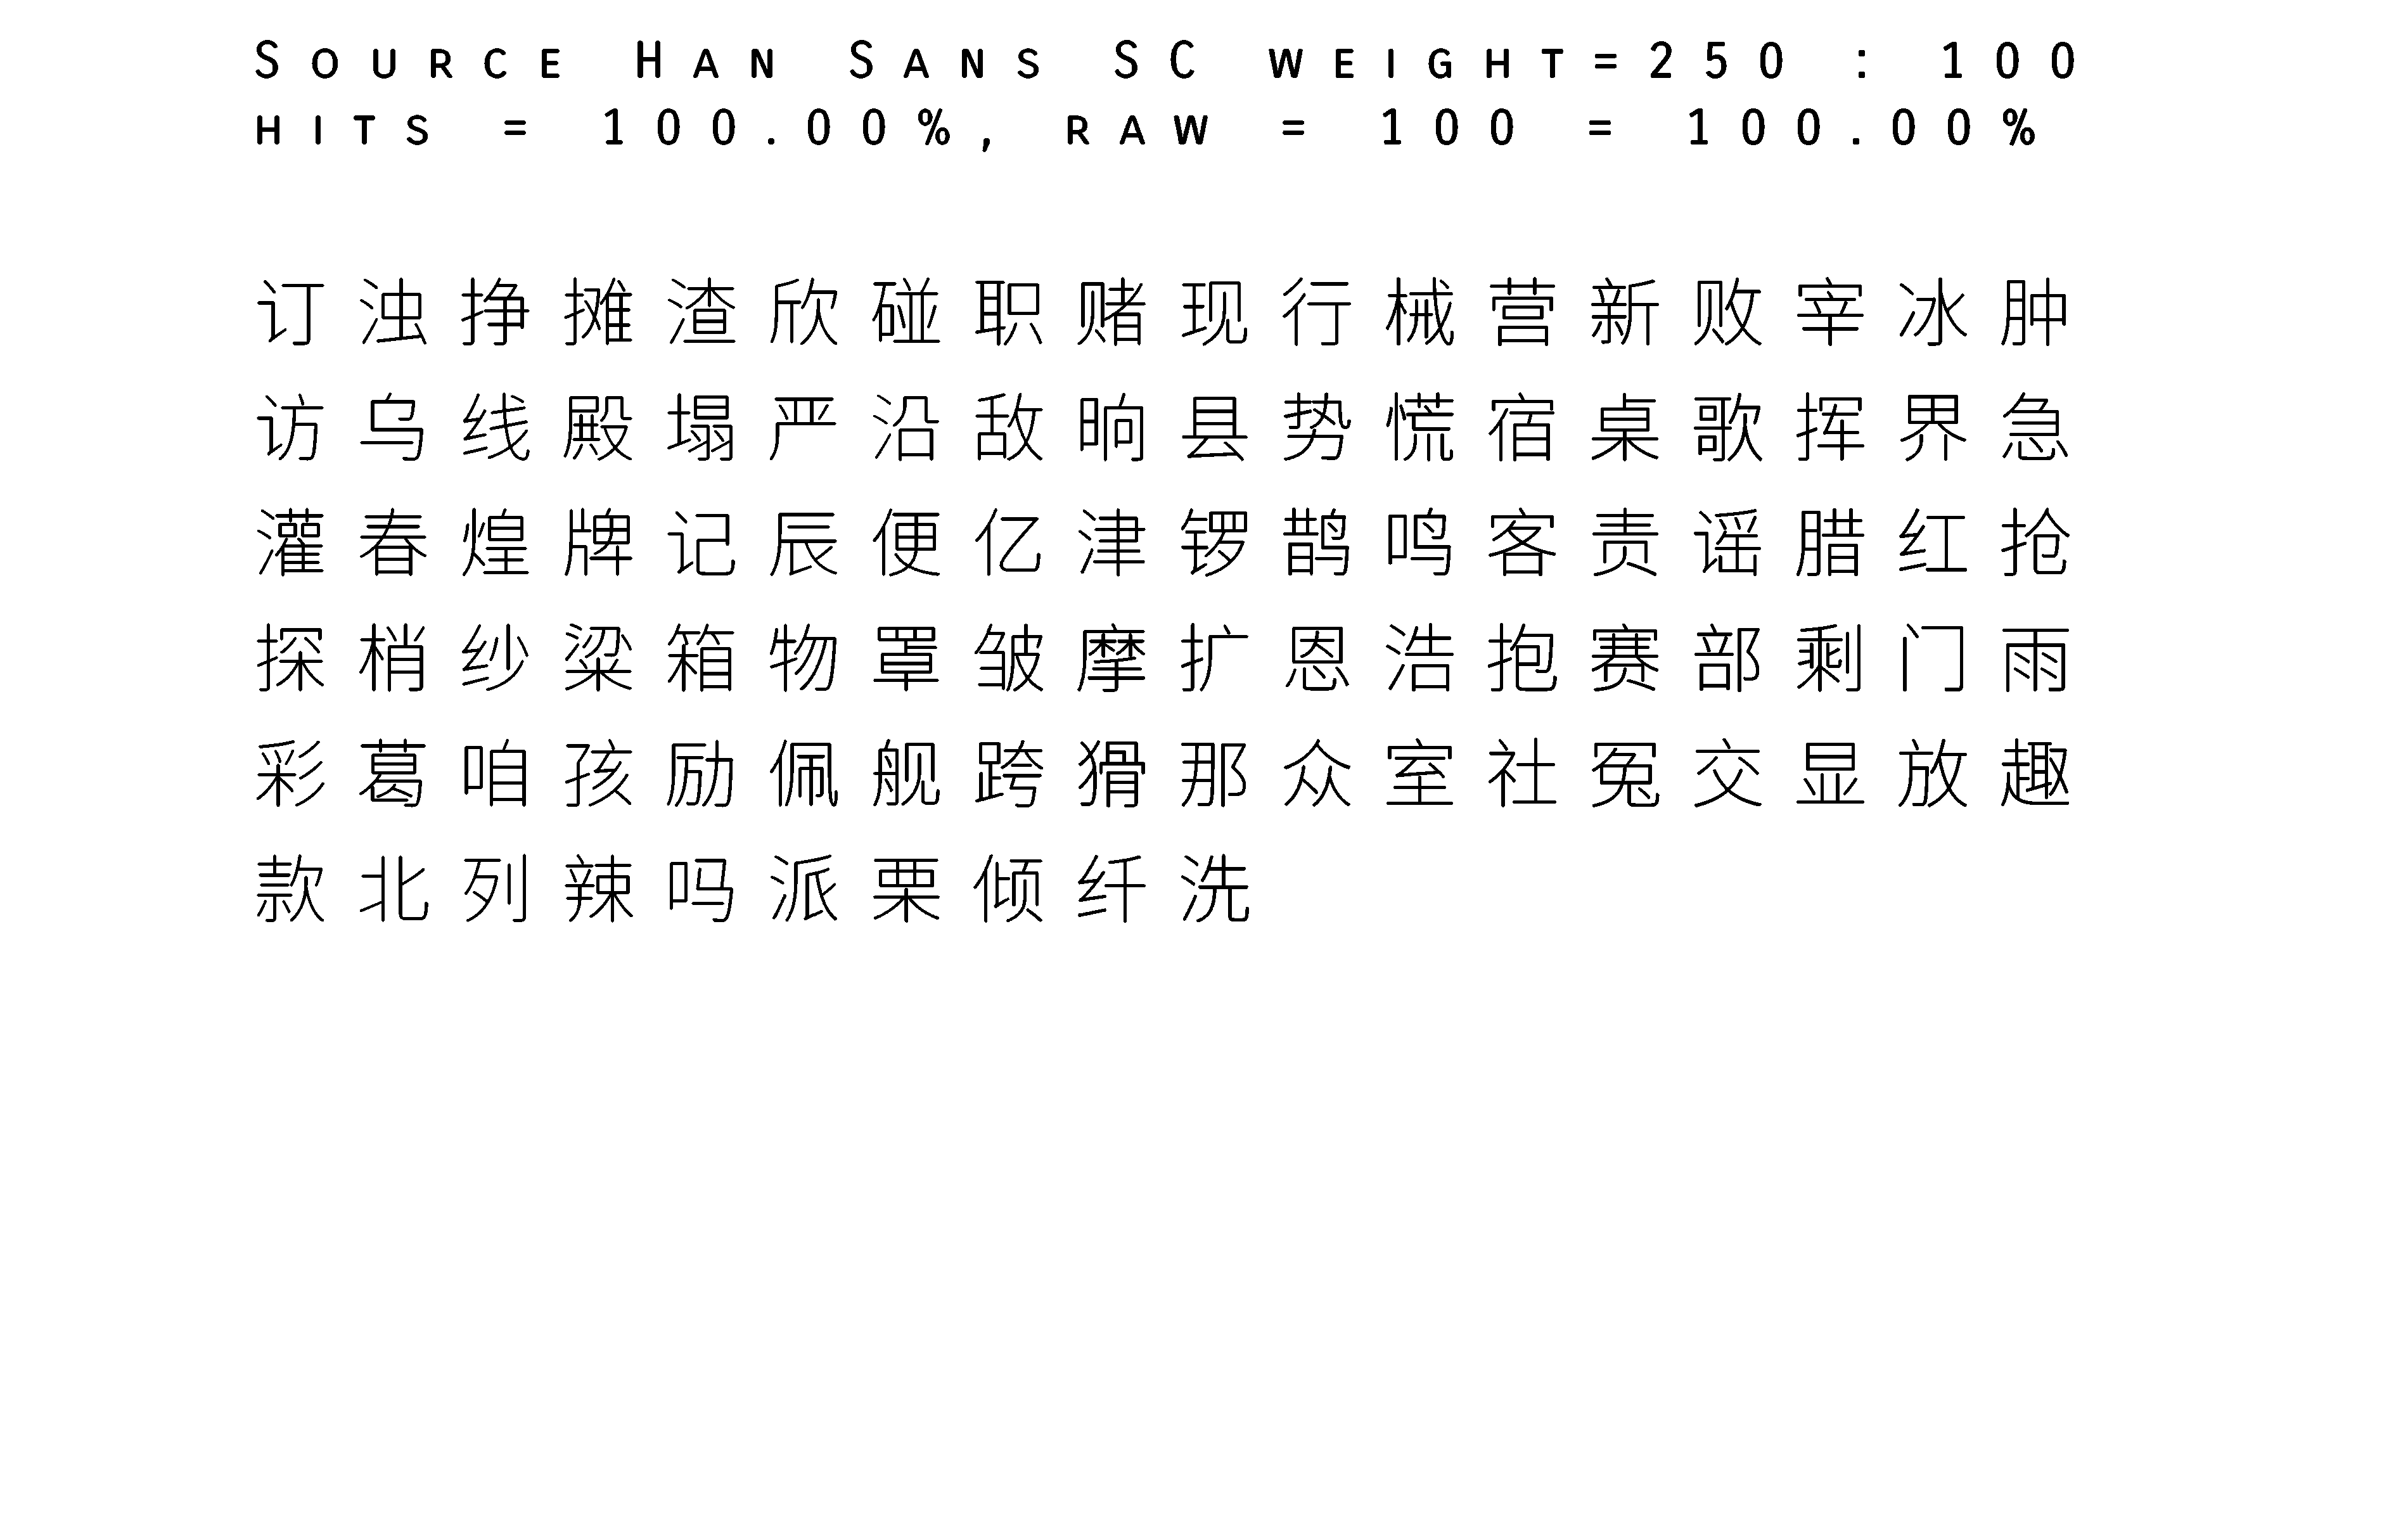 Source Han Sans SC weight=250 : 100
hits = 100.00%, raw = 100 = 100.00%
订浊挣摊渣欣碰职赌现行械营新败宰冰肿
访乌线殿塌严沿敌晌县势慌宿桌歌挥界急
灌春煌牌记辰便亿津锣鹊鸣客责谣腊红抢
探梢纱粱箱物罩皱摩扩恩浩抱赛部剩门雨
彩葛咱孩励佩舰跨猾那众室社冤交显放趣
款北列辣吗派栗倾纤洗